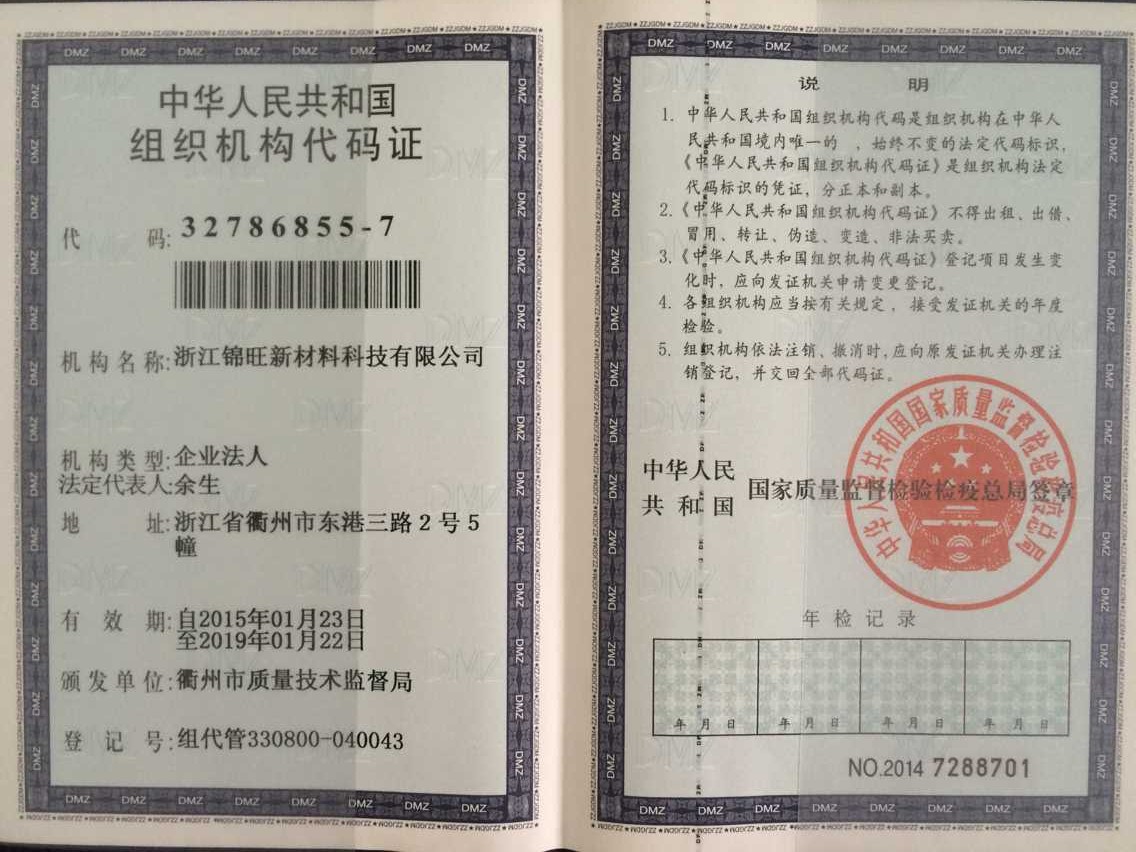 中华人民共和国
组织机构代码证
代 码: 32786855-7
机构名称: 浙江锦旺新材料科技有限公司
机构类型: 企业法人
法定代表人: 余生
地 址: 浙江省衢州市东港三路2号5
幢
有 效 期: 自2015年01月23日
至2019年01月22日
颁发单位: 衢州市质量技术监督局
登 记 号: 组代管330800-040043
说 明
1. 中华人民共和国组织机构代码是组织机构在中华人
民共和国境内唯一的 ，始终不变的法定代码标识，
《中华人民共和国组织机构代码证》是组织机构法定
代码标识的凭证，分正本和副本。
2.《中华人民共和国组织机构代码证》不得出租、出借、
冒用、转让、伪造、变造、非法买卖。
3.《中华人民共和国组织机构代码证》登记项目发生变
化时，应向发证机关申请变更登记。
4. 各组织机构应当按有关规定，接受发证机关的年度
检验。
5. 组织机构依法注销、撤消时，应向原发证机关办理注
销登记，并交回全部代码证。
中华人民
共和国
国家质量监督检验检疫总局签章
中华人民共和国国家质量监督检验检疫总局
年检记录
年 月 日 年 月 日 年 月 日 年 月 日
NO.2014 7288701